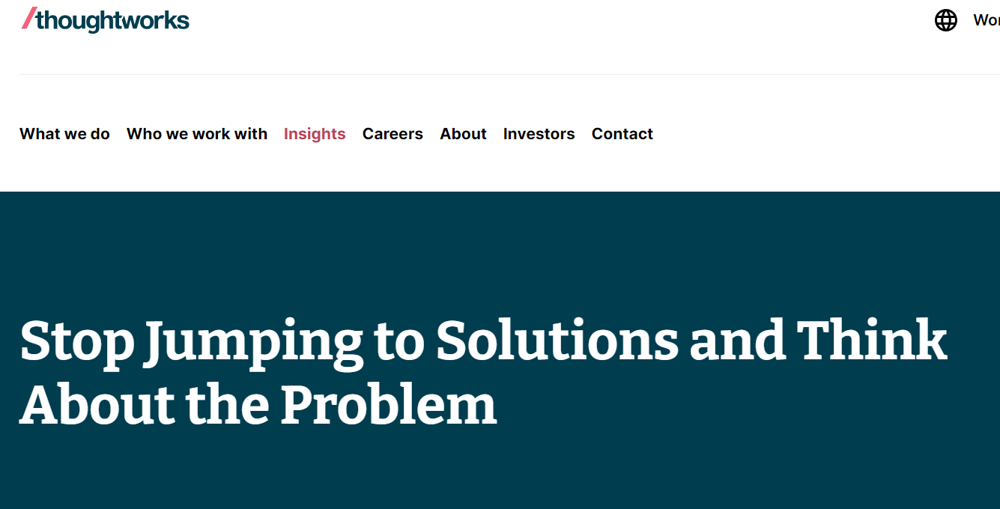 /thoughtworks
What we do Who we work with Insights Careers About Investors Contact
Stop Jumping to Solutions and Think
About the Problem